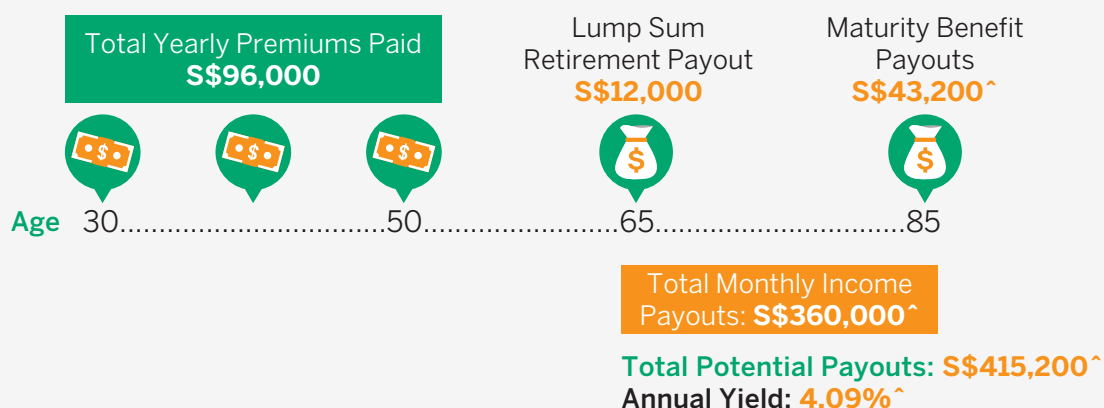 Total Yearly Premiums Paid
S$96,000
Lump Sum
Retirement Payout
S$12,000
Maturity Benefit
Payouts
S$43,200^
$ $ $ $ $
Age 30..................................50...........................65..................................85
Total Monthly Income
Payouts: S$360,000^
Total Potential Payouts: S$415,200^
Annual Yield: 4.09%^